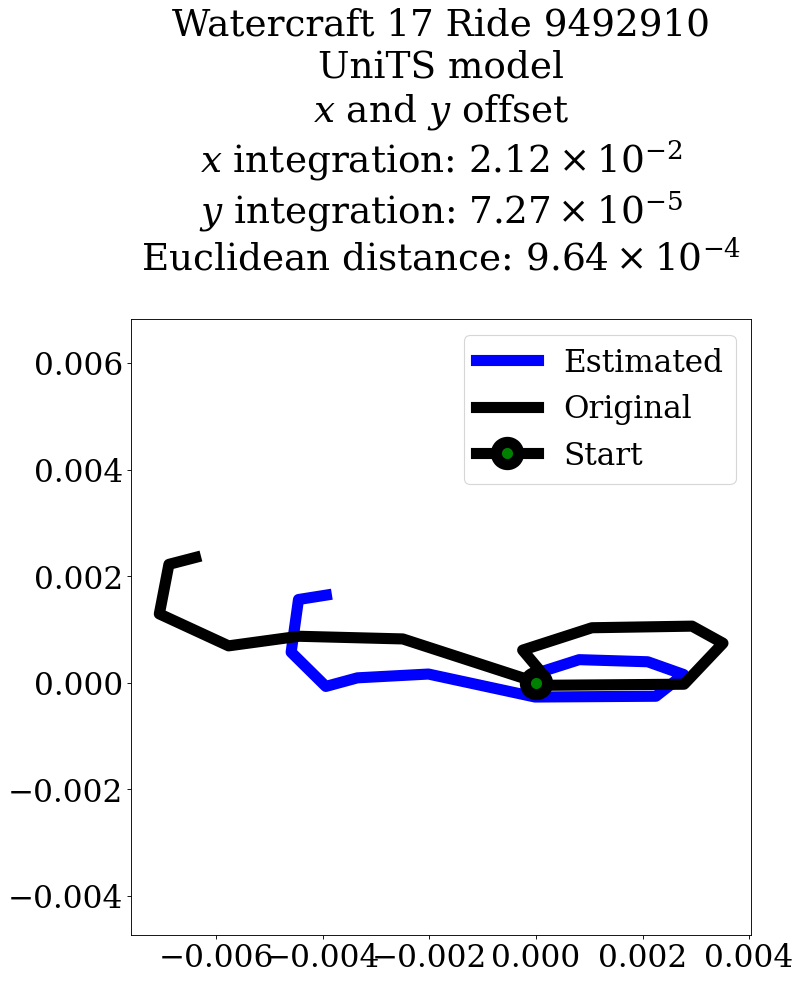 Watercraft 17 Ride 9492910
UniTS model
x and y offset
x integration: 2.12 × 10⁻²
y integration: 7.27 × 10⁻⁵
Euclidean distance: 9.64 × 10⁻⁴
Estimated
Original
Start
0.006
0.004
0.002
0.000
−0.002
−0.004
−0.006 −0.004 −0.002 0.000 0.002 0.004